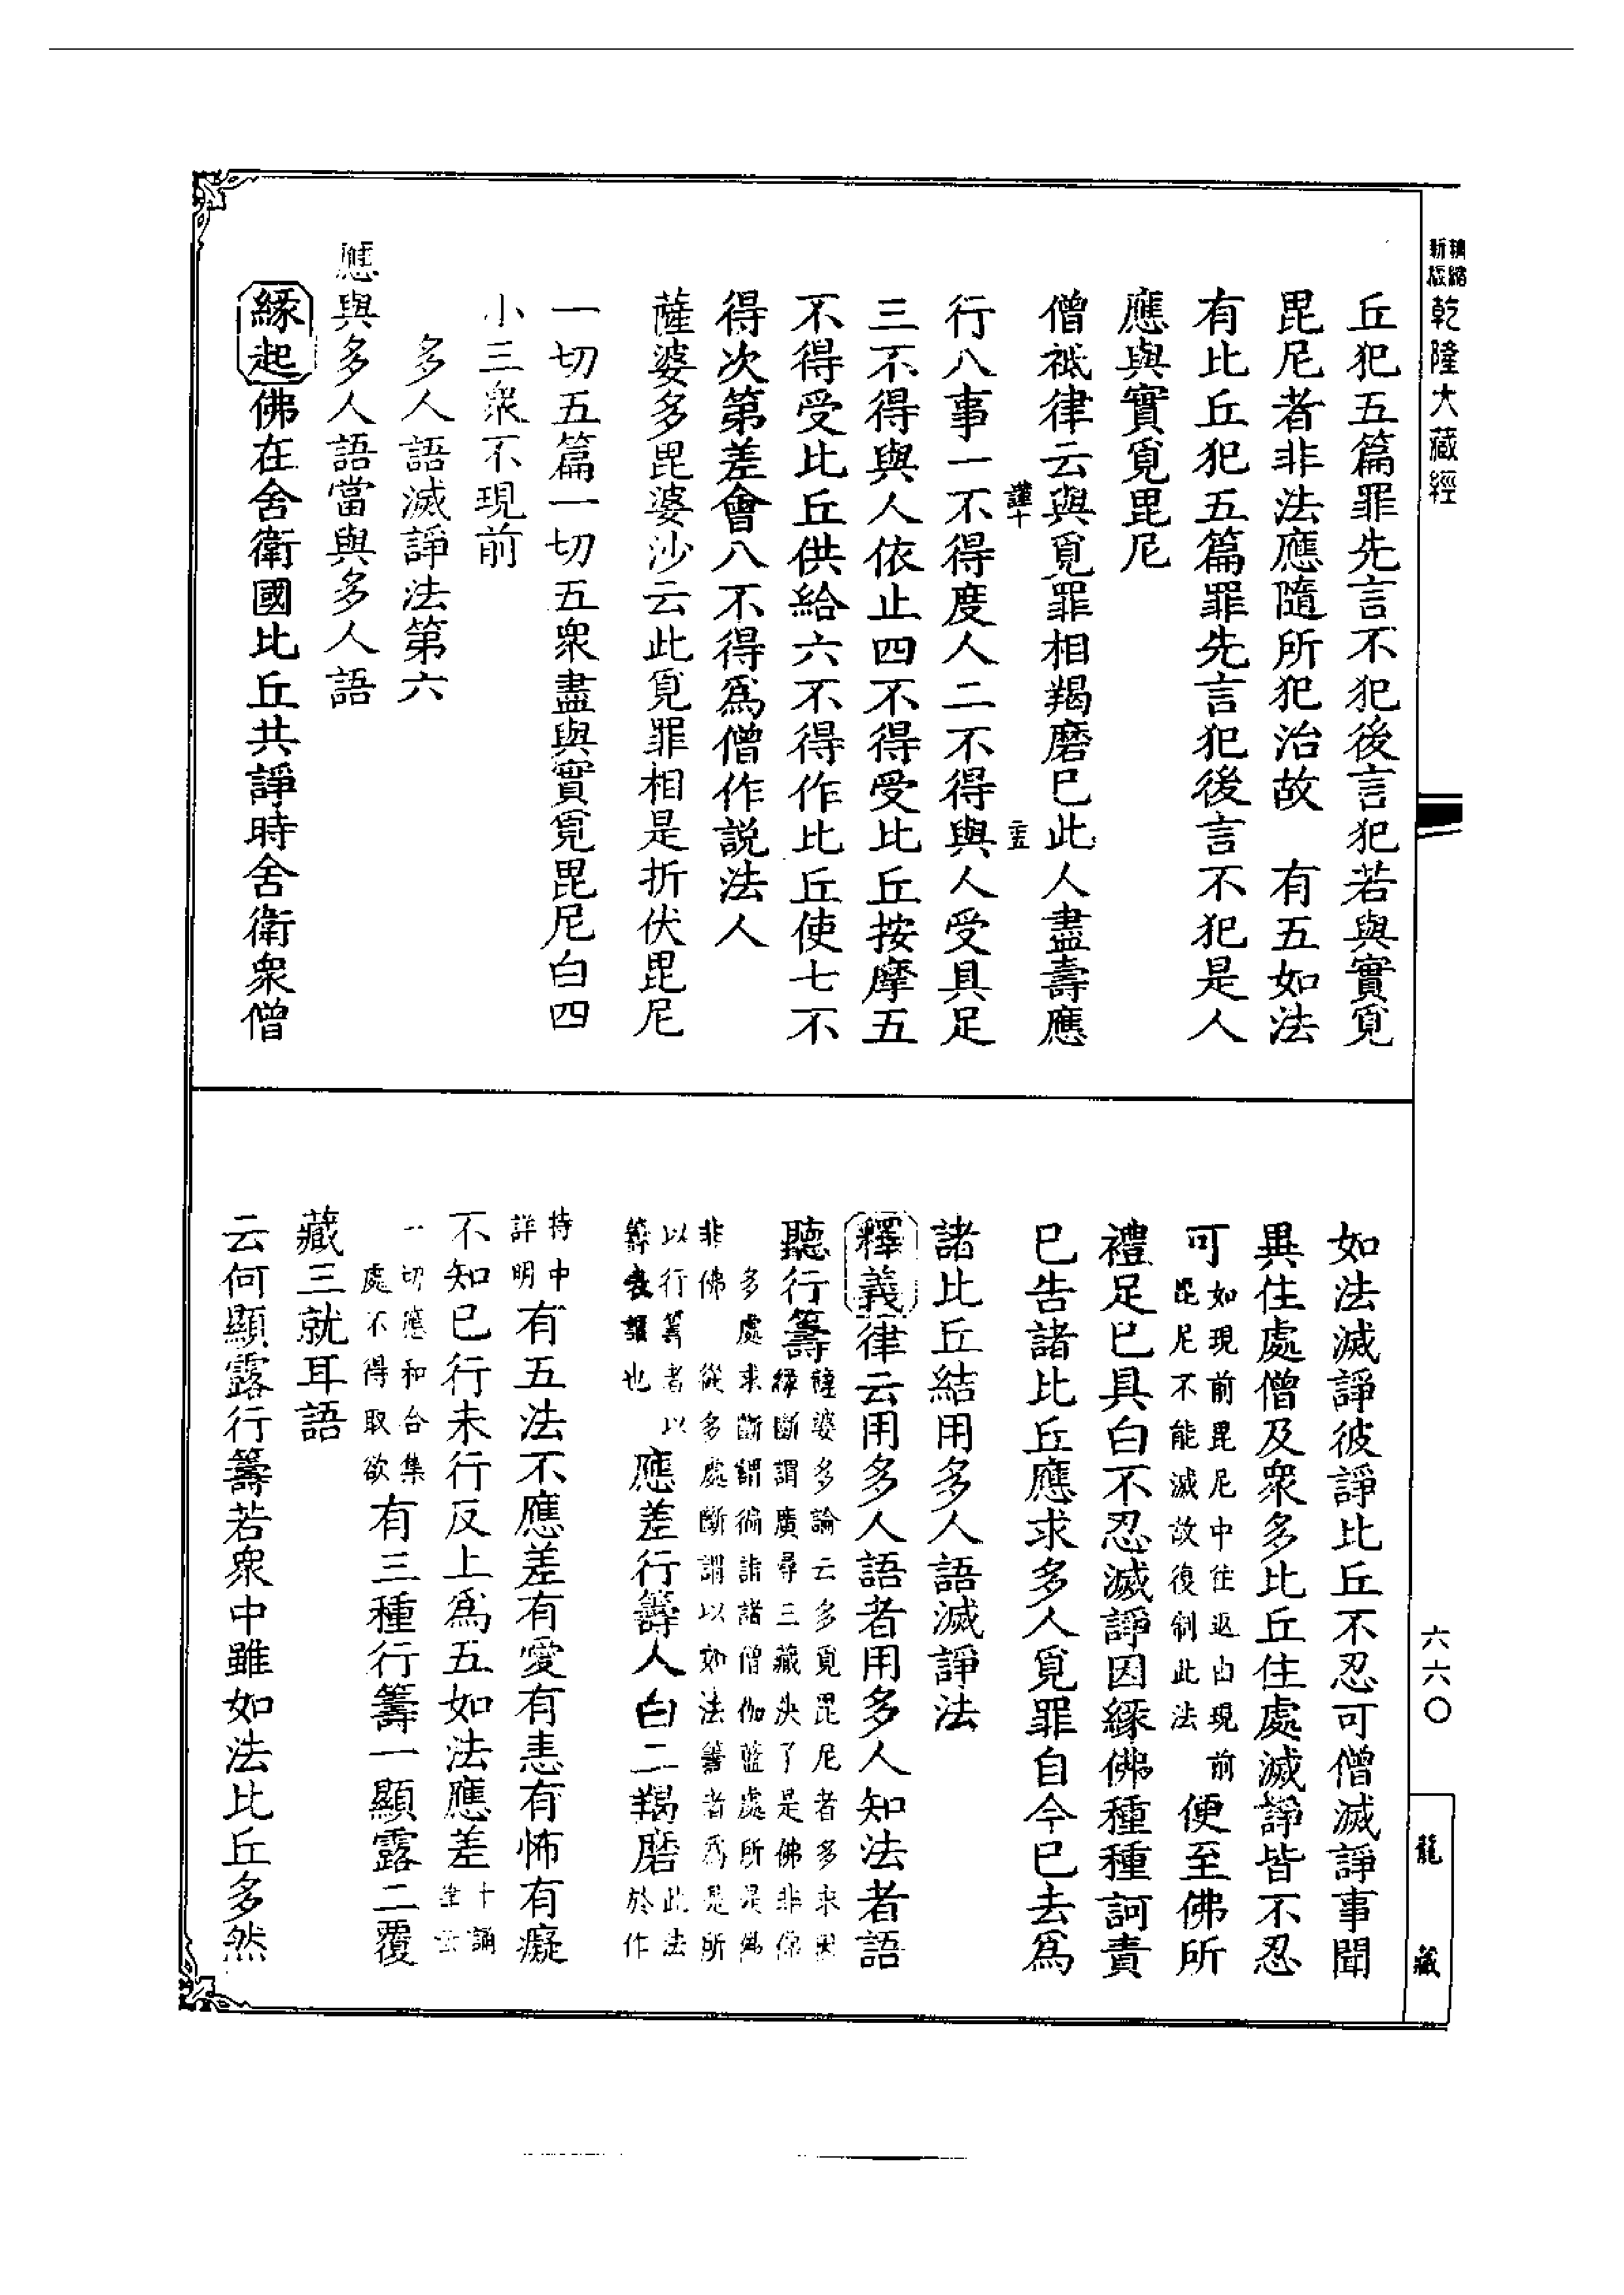 新版 精縮 乾隆大藏經
丘犯五篇罪先言不犯後言犯若與實覓
毘尼者非法應隨所犯治故　有五如法
有比丘犯五篇罪先言犯後言不犯是人
應與實覓毘尼
僧祇律云與覓罪相羯磨已此人盡壽應
謹十
行八事一不得度人二不得與人受具足
三不得與人依止四不得受比丘按摩五
不得受比丘供給六不得作比丘使七不
得次第差會八不得爲僧作説法人
薩婆多毘婆沙云此覓罪相是折伏毘尼
一切五篇一切五衆盡與實覓毘尼白四
小三衆不現前
多人語滅諍法第六
應與多人語當與多人語
緣起佛在舍衛國比丘共諍時舍衛衆僧
六六〇
龍藏
如法滅諍彼諍比丘不忍可僧滅諍事聞
異住處僧及衆多比丘住處滅諍皆不忍
可如現前毘尼中往返白現前毘尼不能滅故復制此法便至佛所
禮足已具白不忍滅諍因緣佛種種訶責
已告諸比丘應求多人覓罪自今已去爲
諸比丘結用多人語滅諍法
釋義律云用多人語者用多人知法者語
聽行籌薩婆多論云多覓毘尼者多求因緣斷謂廣尋三藏決了是佛非佛
多處求斷謂徧詣諸僧伽藍處所是佛非佛　從多處斷謂以如法籌者爲是所
以行籌者以籌表語也應差行籌人白二羯磨此法於作
持中詳明有五法不應差有愛有恚有怖有癡
不知已行未行反上爲五如法應差十誦律云
一切應和合集處不得取欲有三種行籌一顯露二覆
藏三就耳語
云何顯露行籌若衆中雖如法比丘多然